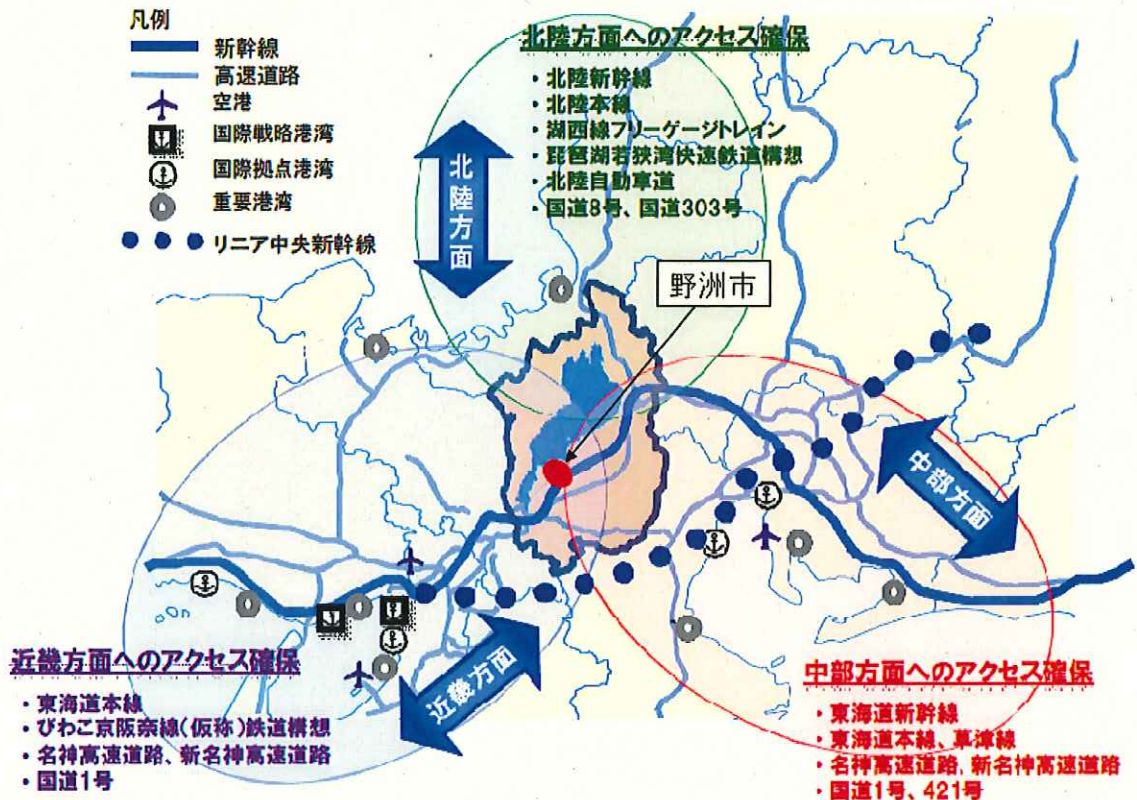 凡例
新幹線
高速道路
空港
国際戦略港湾
国際拠点港湾
重要港湾
リニア中央新幹線
北陸方面へのアクセス確保
・北陸新幹線
・北陸本線
・湖西線フリーゲージトレイン
・琵琶湖若狭湾快速鉄道構想
・北陸自動車道
・国道8号、国道303号
北陸方面
野洲市
中部方面
近畿方面
近畿方面へのアクセス確保
・東海道本線
・びわこ京阪奈線(仮称)鉄道構想
・名神高速道路、新名神高速道路
・国道1号
中部方面へのアクセス確保
・東海道新幹線
・東海道本線、草津線
・名神高速道路、新名神高速道路
・国道1号、421号